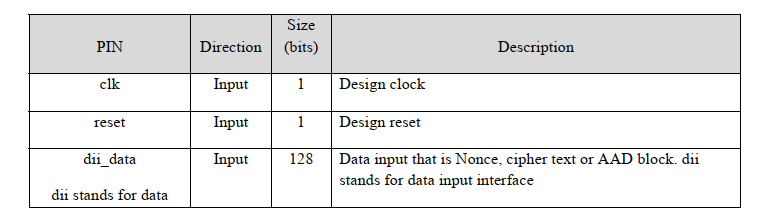 PIN Direction Size (bits) Description
clk Input 1 Design clock
reset Input 1 Design reset
dii_data Input 128 Data input that is Nonce, cipher text or AAD block. dii
stands for data input interface
dii stands for data